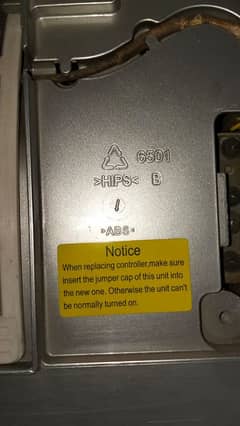 6501
>HIPS< B
>ABS<
Notice
When replacing controller,make sure
insert the jumper cap of this unit into
the new one. Otherwise the unit can't
be normally turned on.